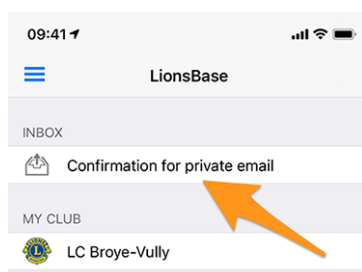 09:41
LionsBase
INBOX
Confirmation for private email
MY CLUB
LC Broye-Vully